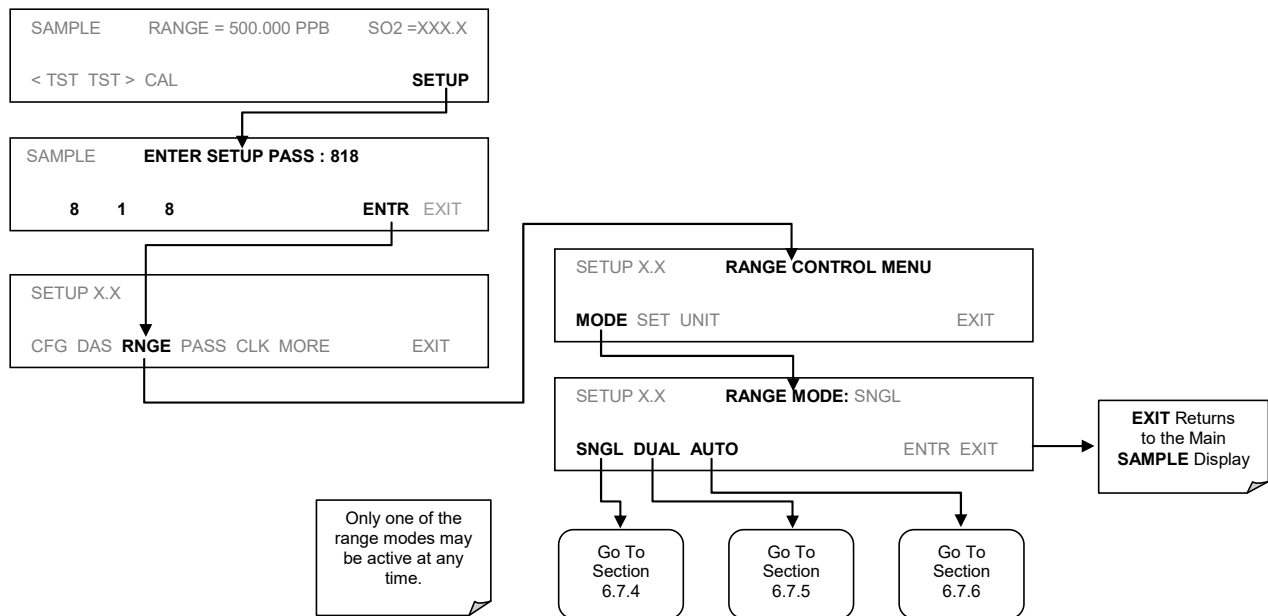 SAMPLE RANGE = 500.000 PPB SO2 =XXX.X
< TST TST > CAL SETUP
SAMPLE ENTER SETUP PASS : 818
8 1 8 ENTR EXIT
SETUP X.X
CFG DAS RNGE PASS CLK MORE EXIT
SETUP X.X RANGE CONTROL MENU
MODE SET UNIT EXIT
SETUP X.X RANGE MODE: SNGL
SNGL DUAL AUTO ENTR EXIT
EXIT Returns
to the Main
SAMPLE Display
Only one of the
range modes may
be active at any
time.
Go To
Section
6.7.4
Go To
Section
6.7.5
Go To
Section
6.7.6